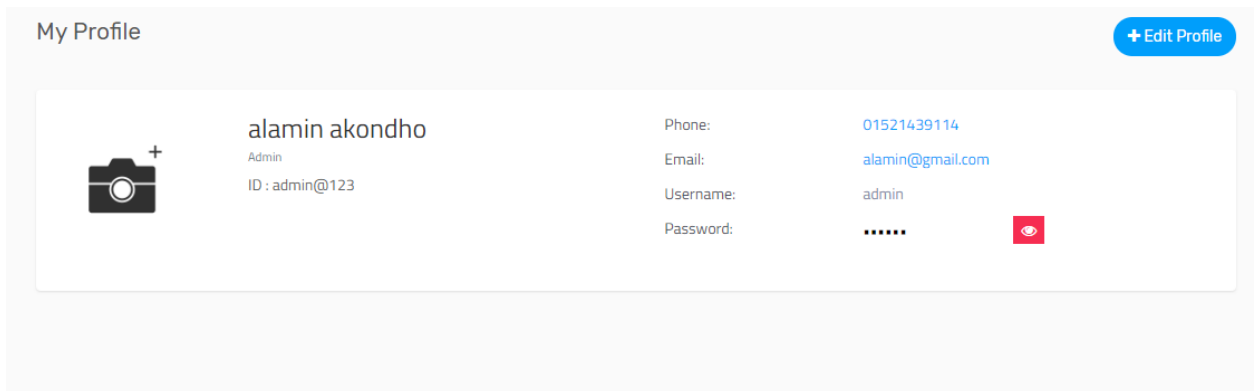 My Profile
+ Edit Profile
alamin akondho
Admin
ID : admin@123
Phone: 01521439114
Email: alamin@gmail.com
Username: admin
Password: ••••••